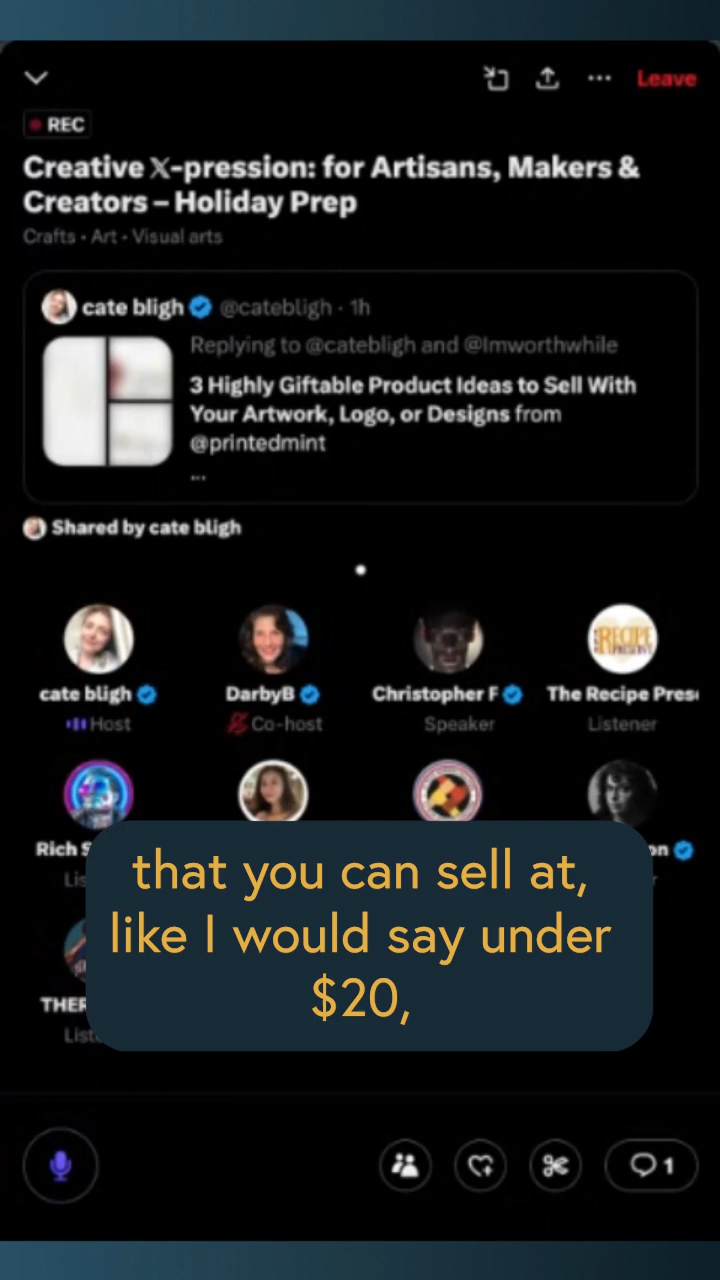 Leave
REC
Creative X-pression: for Artisans, Makers &
Creators – Holiday Prep
Crafts • Art • Visual arts
cate bligh @catebligh · 1h
Replying to @catebligh and @Imworthwhile
3 Highly Giftable Product Ideas to Sell With
Your Artwork, Logo, or Designs from
@printedmint
...
Shared by cate bligh
RECIPE
cate bligh DarbyB Christopher F The Recipe Pres
Host Co-host Speaker Listener
Rich
that you can sell at,
like I would say under
$20,
1